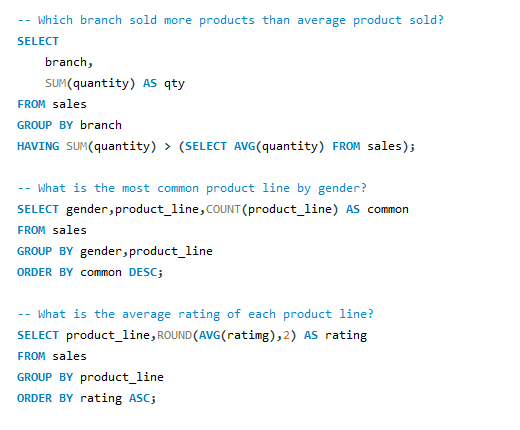 -- Which branch sold more products than average product sold?
SELECT
    branch,
    SUM(quantity) AS qty
FROM sales
GROUP BY branch
HAVING SUM(quantity) > (SELECT AVG(quantity) FROM sales);

-- What is the most common product line by gender?
SELECT gender,product_line,COUNT(product_line) AS common
FROM sales
GROUP BY gender,product_line
ORDER BY common DESC;

-- What is the average rating of each product line?
SELECT product_line,ROUND(AVG(ratimg),2) AS rating
FROM sales
GROUP BY product_line
ORDER BY rating ASC;